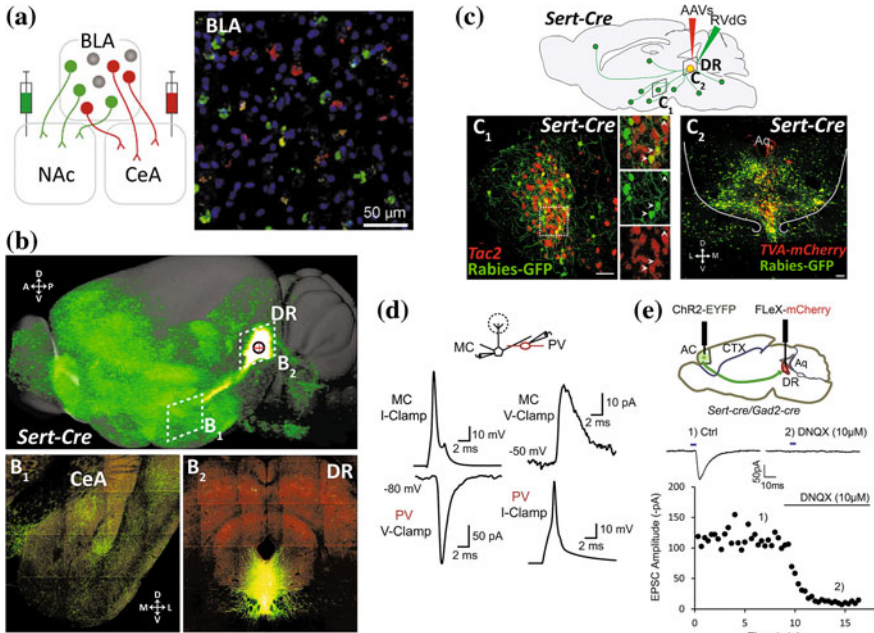 (a)
BLA
NAc
CeA
BLA
50 µm
(b)
D
A P
V
DR
B2
B1
Sert-Cre
B1
CeA
D
M L
V
B2
DR
(c)
Sert-Cre
AAVs
RVdG
DR
C2
C1
C1
Sert-Cre
Tac2
Rabies-GFP
C2
Sert-Cre
Aq
D
L M
V
TVA-mCherry
Rabies-GFP
(d)
MC
PV
MC
I-Clamp
10 mV
2 ms
-80 mV
PV
V-Clamp
50 pA
2 ms
MC
V-Clamp
10 pA
2 ms
-50 mV
PV
I-Clamp
10 mV
2 ms
(e)
ChR2-EYFP
FLeX-mCherry
AC
CTX
Aq
DR
Sert-cre/Gad2-cre
1) Ctrl
2) DNQX (10µM)
50pA
10ms
DNQX (10µM)
EPSC Amplitude (-pA)
200
150
100
50
0
1)
2)
0 5 10 15